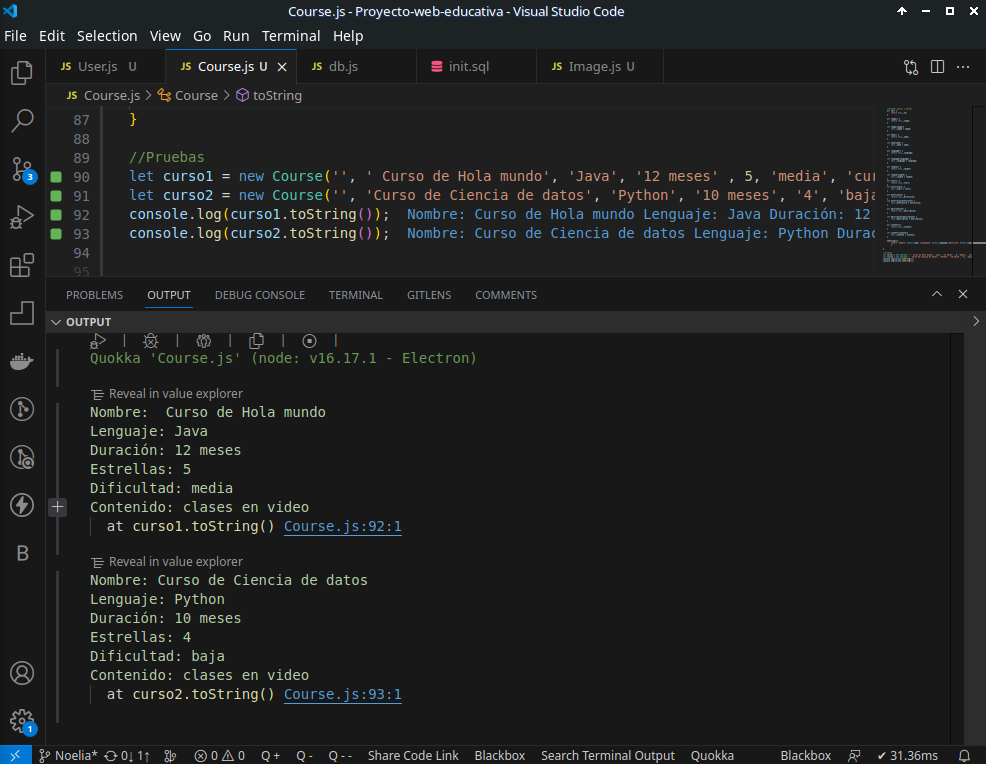 Course.js - Proyecto-web-educativa - Visual Studio Code
File Edit Selection View Go Run Terminal Help
JS User.js U JS Course.js U JS db.js init.sql JS Image.js U
JS Course.js > Course > toString
87 }
88
89 //Pruebas
90 let curso1 = new Course('', ' Curso de Hola mundo', 'Java', '12 meses' , 5, 'media', 'cur
91 let curso2 = new Course('', 'Curso de Ciencia de datos', 'Python', '10 meses','4', 'baja
92 console.log(curso1.toString()); Nombre: Curso de Hola mundo Lenguaje: Java Duración: 12
93 console.log(curso2.toString()); Nombre: Curso de Ciencia de datos Lenguaje: Python Durac
94
95
PROBLEMS OUTPUT DEBUG CONSOLE TERMINAL GITLENS COMMENTS
OUTPUT
Quokka 'Course.js' (node: v16.17.1 - Electron)
Reveal in value explorer
Nombre:  Curso de Hola mundo
Lenguaje: Java
Duración: 12 meses
Estrellas: 5
Dificultad: media
Contenido: clases en video
at curso1.toString() Course.js:92:1
Reveal in value explorer
Nombre: Curso de Ciencia de datos
Lenguaje: Python
Duración: 10 meses
Estrellas: 4
Dificultad: baja
Contenido: clases en video
at curso2.toString() Course.js:93:1
3
B
1
Noelia* 0↓ 1↑ 0 0 Q + Q - Q - - Share Code Link Blackbox Search Terminal Output Quokka Blackbox ✔ 31.36ms